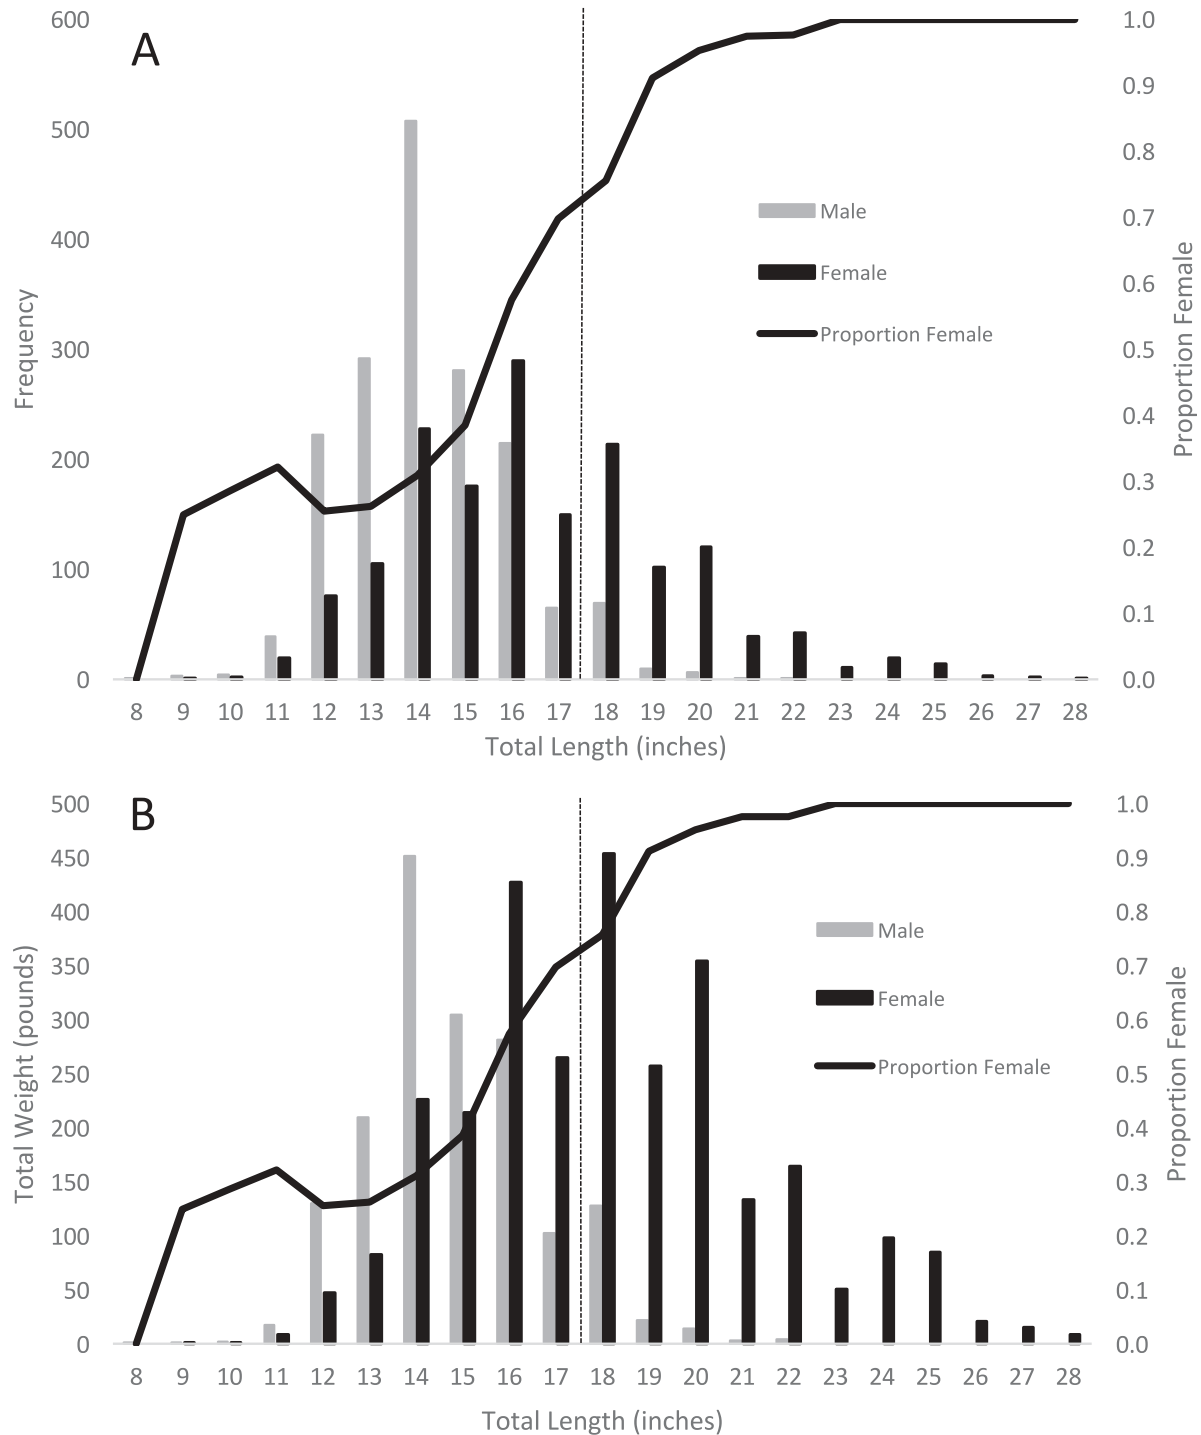 A
600
500
400
300
200
100
0
1.0
0.9
0.8
0.7
0.6
0.5
0.4
0.3
0.2
0.1
0.0
Frequency
Proportion Female
Male
Female
Proportion Female
8 9 10 11 12 13 14 15 16 17 18 19 20 21 22 23 24 25 26 27 28
Total Length (inches)
B
500
450
400
350
300
250
200
150
100
50
0
1.0
0.9
0.8
0.7
0.6
0.5
0.4
0.3
0.2
0.1
0.0
Total Weight (pounds)
Proportion Female
Male
Female
Proportion Female
8 9 10 11 12 13 14 15 16 17 18 19 20 21 22 23 24 25 26 27 28
Total Length (inches)